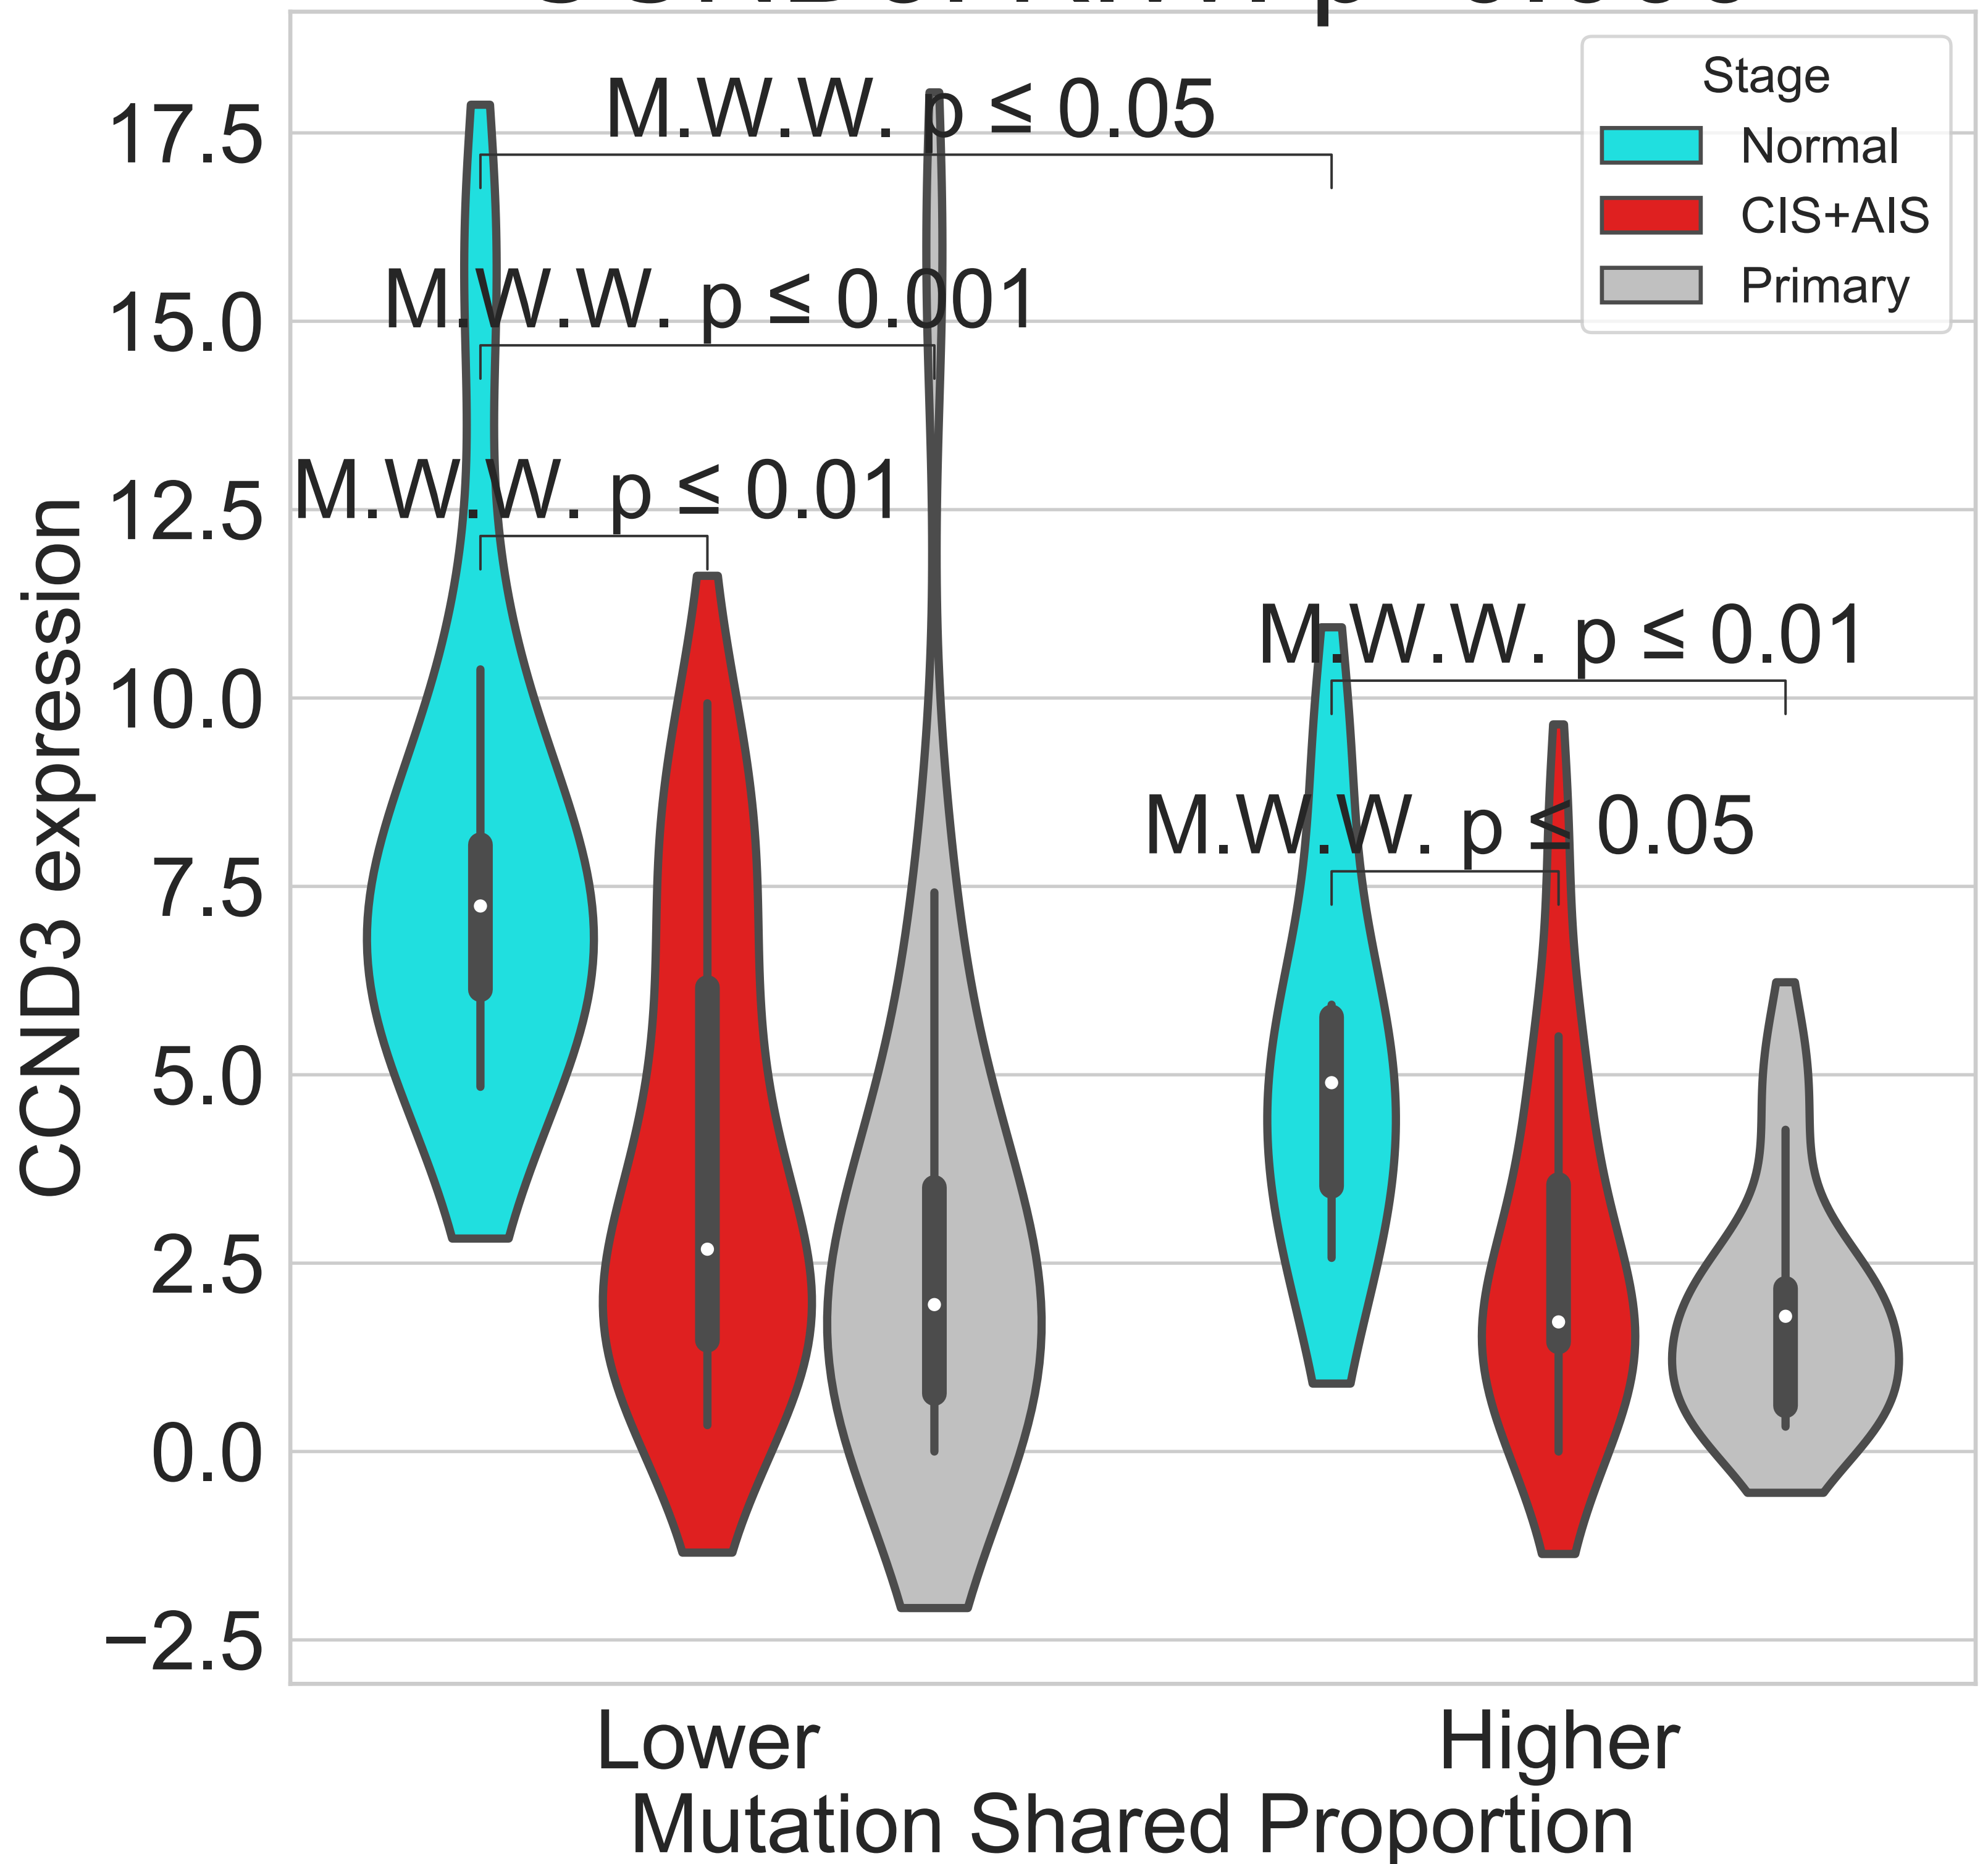 Stage
Normal
CIS+AIS
Primary
M.W.W. p ≤ 0.05
M.W.W. p ≤ 0.001
M.W.W. p ≤ 0.01
M.W.W. p ≤ 0.01
M.W.W. p ≤ 0.05
17.5
15.0
12.5
10.0
7.5
5.0
2.5
0.0
−2.5
CCND3 expression
Lower
Higher
Mutation Shared Proportion